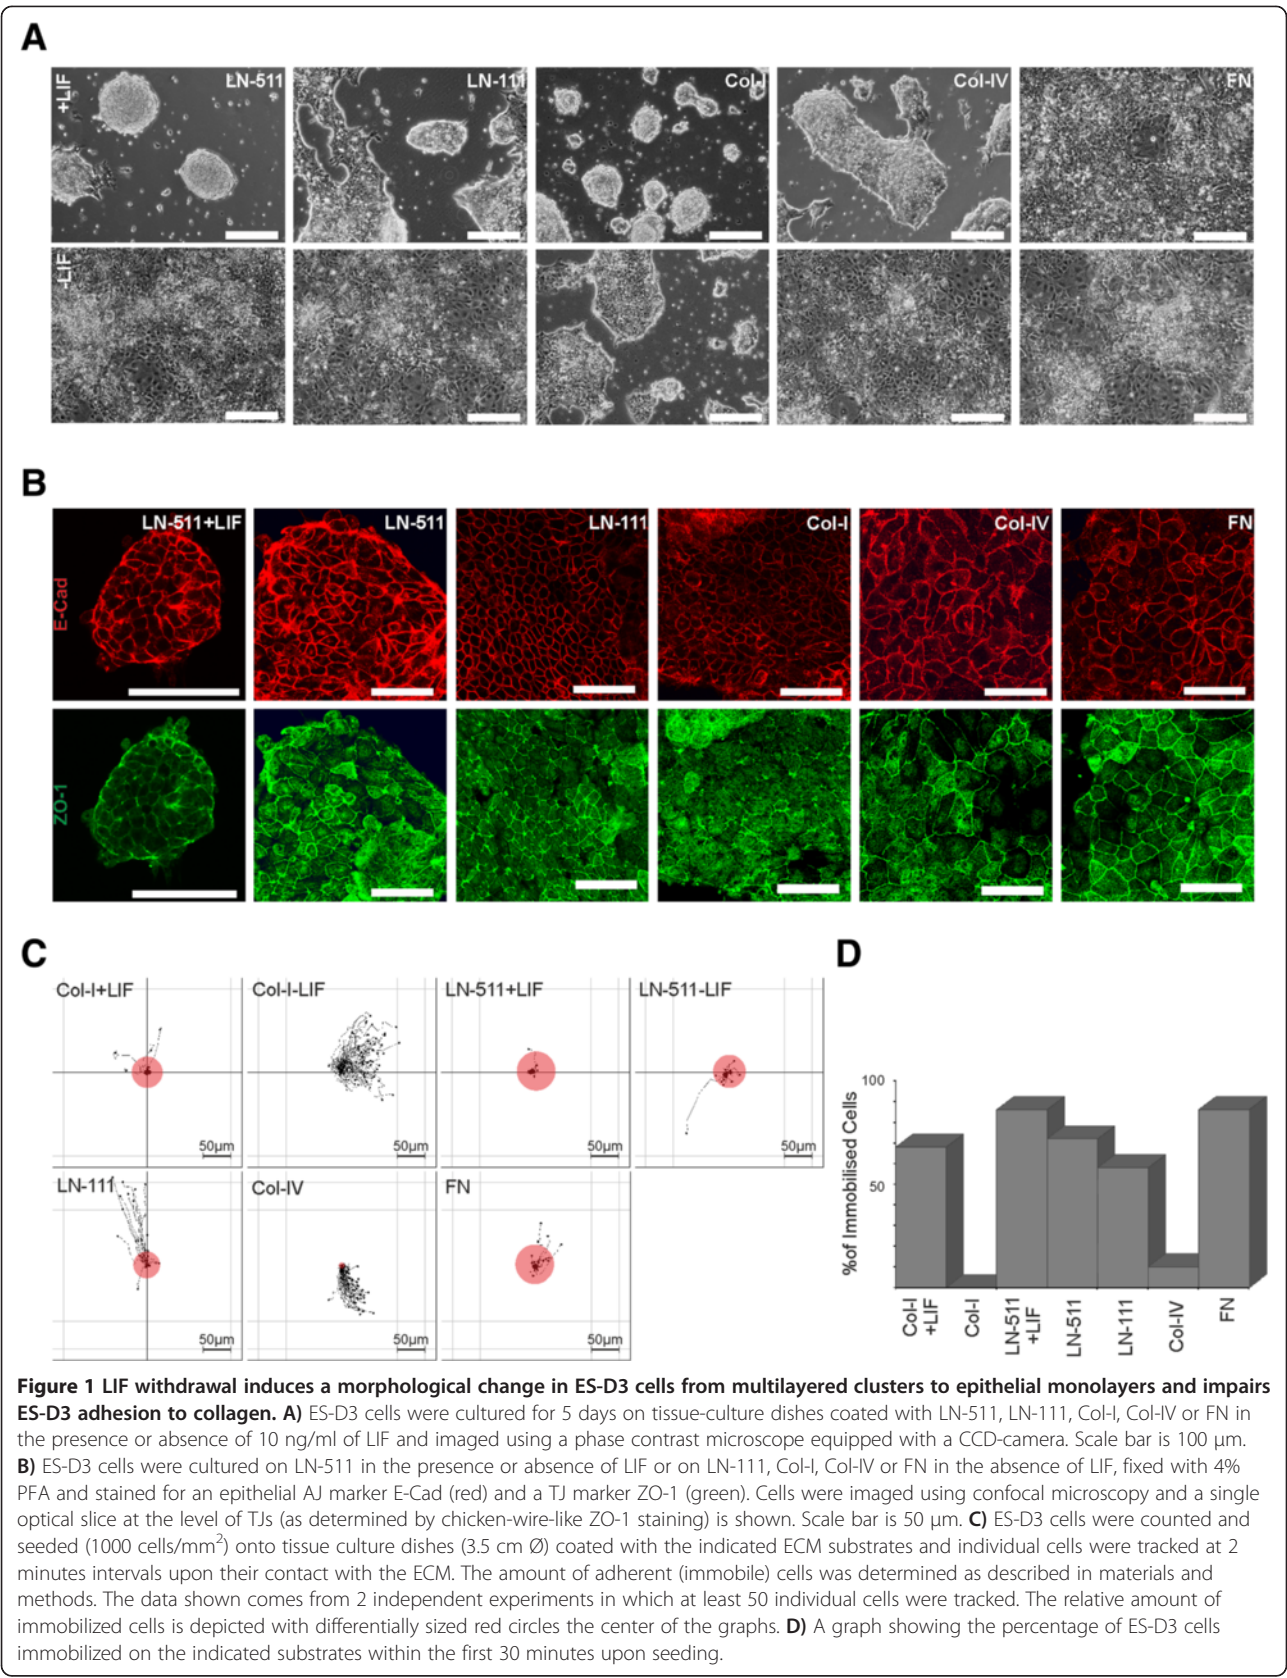 A
+LIF
LN-511
LN-111
Col-I
Col-IV
FN
-LIF
B
E-Cad
LN-511+LIF
LN-511
LN-111
Col-I
Col-IV
FN
ZO-1
C
Col-I+LIF
Col-I-LIF
LN-511+LIF
LN-511-LIF
50µm
50µm
50µm
50µm
LN-111
Col-IV
FN
50µm
50µm
50µm
D
%of Immobilised Cells
100
50
Col-I
+LIF
Col-I
LN-511
+LIF
LN-511
LN-111
Col-IV
FN
Figure 1 LIF withdrawal induces a morphological change in ES-D3 cells from multilayered clusters to epithelial monolayers and impairs
ES-D3 adhesion to collagen. A) ES-D3 cells were cultured for 5 days on tissue-culture dishes coated with LN-511, LN-111, Col-I, Col-IV or FN in
the presence or absence of 10 ng/ml of LIF and imaged using a phase contrast microscope equipped with a CCD-camera. Scale bar is 100 μm.
B) ES-D3 cells were cultured on LN-511 in the presence or absence of LIF or on LN-111, Col-I, Col-IV or FN in the absence of LIF, fixed with 4%
PFA and stained for an epithelial AJ marker E-Cad (red) and a TJ marker ZO-1 (green). Cells were imaged using confocal microscopy and a single
optical slice at the level of TJs (as determined by chicken-wire-like ZO-1 staining) is shown. Scale bar is 50 μm. C) ES-D3 cells were counted and
seeded (1000 cells/mm²) onto tissue culture dishes (3.5 cm Ø) coated with the indicated ECM substrates and individual cells were tracked at 2
minutes intervals upon their contact with the ECM. The amount of adherent (immobile) cells was determined as described in materials and
methods. The data shown comes from 2 independent experiments in which at least 50 individual cells were tracked. The relative amount of
immobilized cells is depicted with differentially sized red circles the center of the graphs. D) A graph showing the percentage of ES-D3 cells
immobilized on the indicated substrates within the first 30 minutes upon seeding.